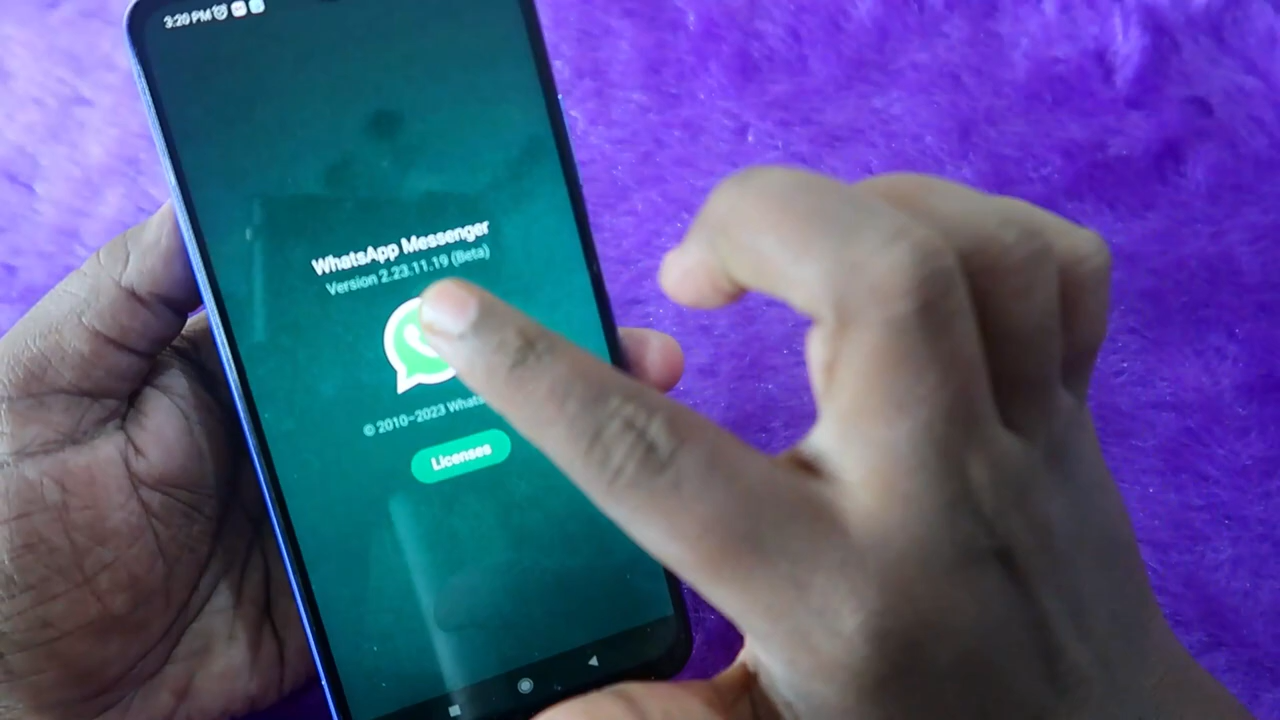 3:20 PM
WhatsApp Messenger
Version 2.23.11.19 (Beta)
© 2010–2023
Licenses